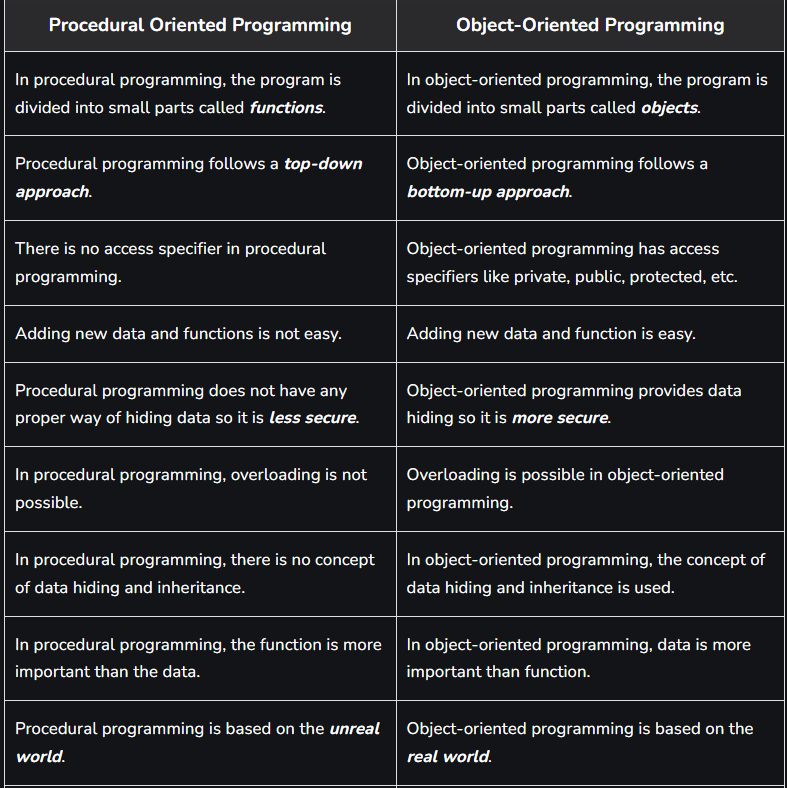 Procedural Oriented Programming
Object-Oriented Programming
In procedural programming, the program is
divided into small parts called functions.
In object-oriented programming, the program is
divided into small parts called objects.
Procedural programming follows a top-down
approach.
Object-oriented programming follows a
bottom-up approach.
There is no access specifier in procedural
programming.
Object-oriented programming has access
specifiers like private, public, protected, etc.
Adding new data and functions is not easy.
Adding new data and function is easy.
Procedural programming does not have any
proper way of hiding data so it is less secure.
Object-oriented programming provides data
hiding so it is more secure.
In procedural programming, overloading is not
possible.
Overloading is possible in object-oriented
programming.
In procedural programming, there is no concept
of data hiding and inheritance.
In object-oriented programming, the concept of
data hiding and inheritance is used.
In procedural programming, the function is more
important than the data.
In object-oriented programming, data is more
important than function.
Procedural programming is based on the unreal
world.
Object-oriented programming is based on the
real world.